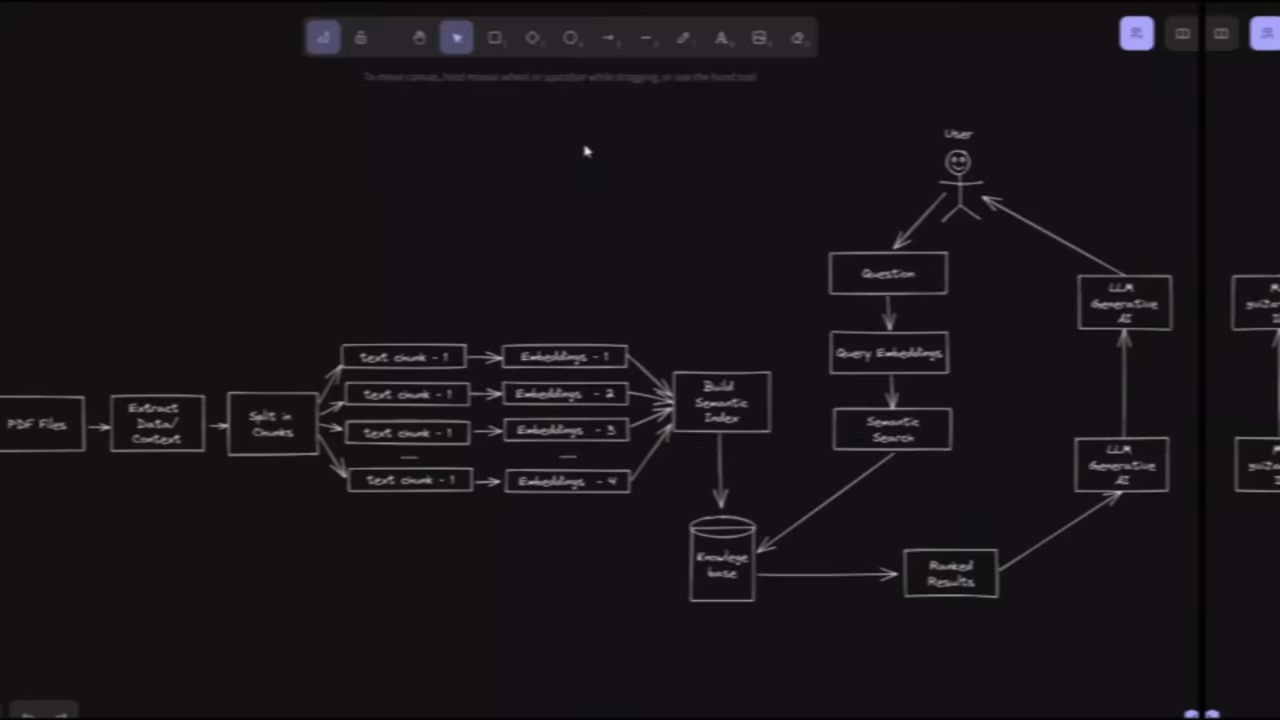 To move canvas, hold mouse wheel or spacebar while dragging, or use the hand tool
User
Question
Query Embeddings
Semantic
Search
LLM
Generative
AI
LLM
Generative
AI
PDF Files
Extract
Data/
Context
Split in
Chunks
text chunk - 1
text chunk - 1
text chunk - 1
text chunk - 1
Embeddings - 1
Embeddings - 2
Embeddings - 3
Embeddings - 4
Build
Semantic
Index
Knowlege
base
Ranked
Results